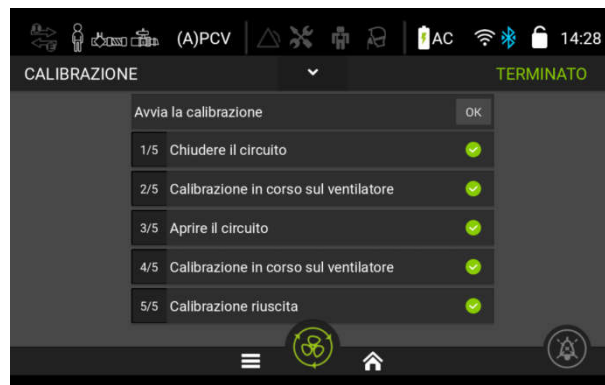 (A)PCV AC 14:28
CALIBRAZIONE TERMINATO
Avvia la calibrazione OK
1/5 Chiudere il circuito
2/5 Calibrazione in corso sul ventilatore
3/5 Aprire il circuito
4/5 Calibrazione in corso sul ventilatore
5/5 Calibrazione riuscita